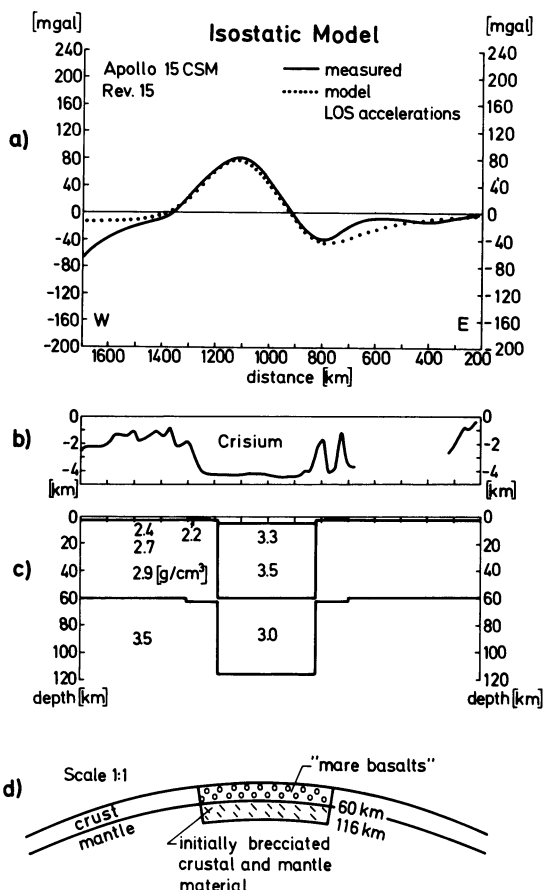 Isostatic Model
[mgal]
[mgal]
240
200
160
120
80
40
0
-40
-80
-120
-160
-200
240
200
160
120
80
40
0
-40
-80
-120
-160
-200
Apollo 15 CSM
Rev. 15
measured
model
LOS accelerations
a)
W
E
1600 1400 1200 1000 800 600 400 200
distance [km]
b)
0
-2
-4
[km]
Crisium
0
-2
-4
[km]
c)
0
20
40
60
80
100
120
depth [km]
2.4 2.2 3.3
2.7
2.9 [g/cm³] 3.5
3.5 3.0
0
20
40
60
80
100
120
depth [km]
d)
Scale 1:1
"mare basalts"
crust
mantle
60 km
116 km
initially brecciated
crustal and mantle
material